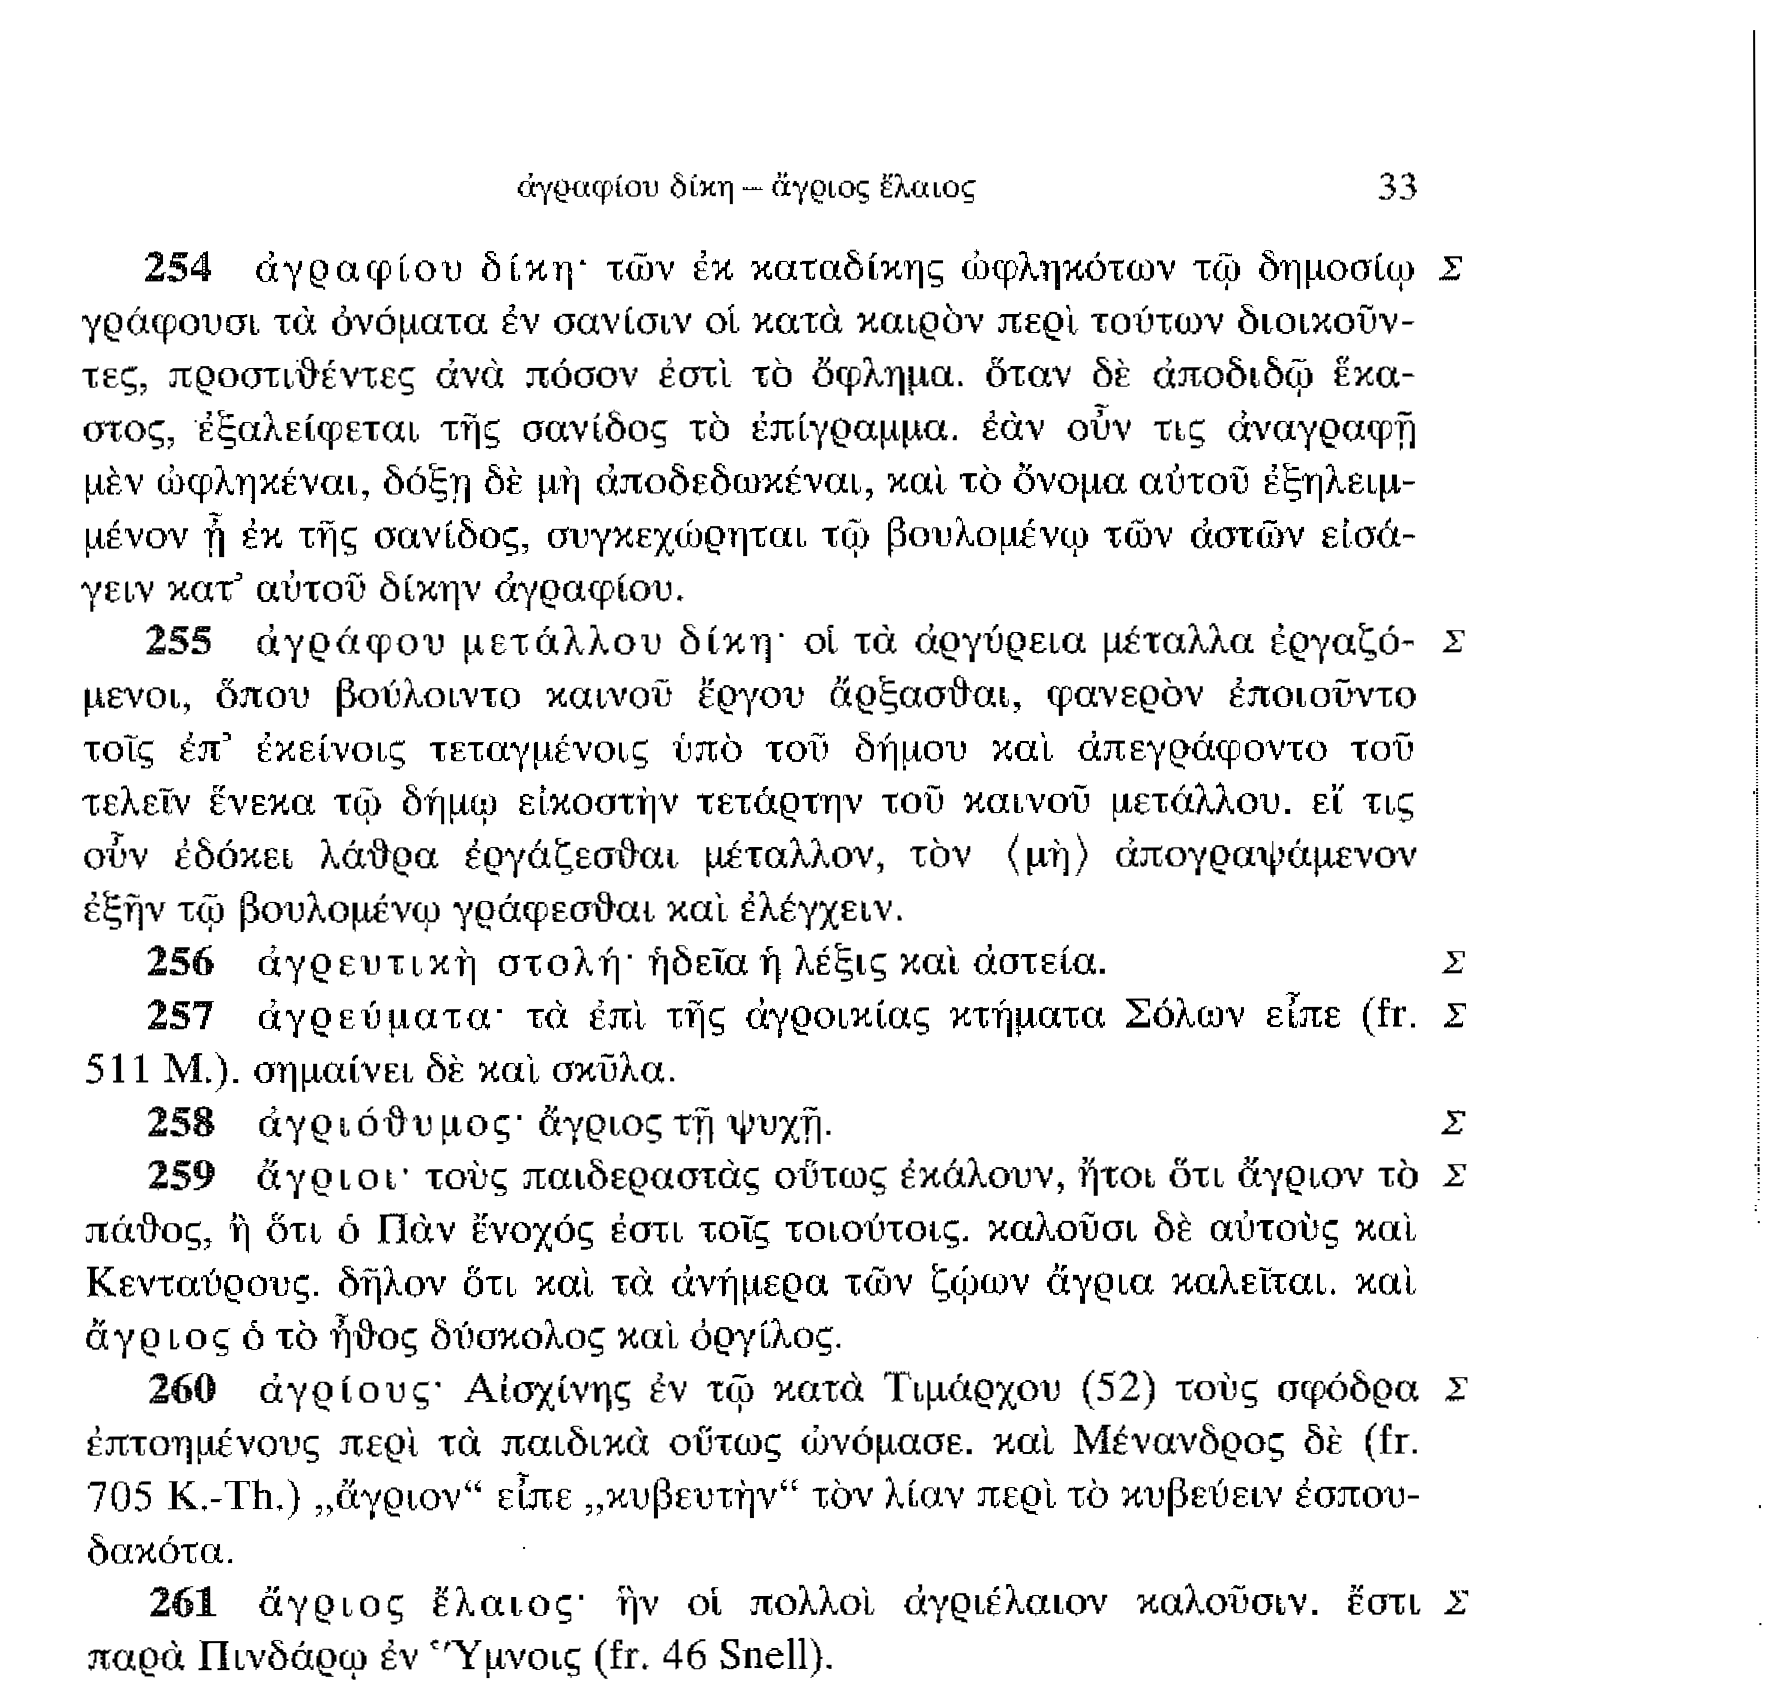 ἀγραφίου δίκη – ἄγριος ἔλαιος 33
254 ἀγραφίου δίκη· τῶν ἐκ καταδίκης ὠφληκότων τῷ δημοσίῳ Σ
γράφουσι τὰ ὀνόματα ἐν σανίσιν οἱ κατὰ καιρὸν περὶ τούτων διοικοῦν-
τες, προστιθέντες ἀνὰ πόσον ἐστὶ τὸ ὄφλημα. ὅταν δὲ ἀποδιδῷ ἕκα-
στος, ἐξαλείφεται τῆς σανίδος τὸ ἐπίγραμμα. ἐὰν οὖν τις ἀναγραφῇ
μὲν ὠφληκέναι, δόξῃ δὲ μὴ ἀποδεδωκέναι, καὶ τὸ ὄνομα αὐτοῦ ἐξηλειμ-
μένον ᾖ ἐκ τῆς σανίδος, συγκεχώρηται τῷ βουλομένῳ τῶν ἀστῶν εἰσά-
γειν κατ’ αὐτοῦ δίκην ἀγραφίου.
255 ἀγράφου μετάλλου δίκη· οἱ τὰ ἀργύρεια μέταλλα ἐργαζό- Σ
μενοι, ὅπου βούλοιντο καινοῦ ἔργου ἄρξασθαι, φανερὸν ἐποιοῦντο
τοῖς ἐπ’ ἐκείνοις τεταγμένοις ὑπὸ τοῦ δήμου καὶ ἀπεγράφοντο τοῦ
τελεῖν ἕνεκα τῷ δήμῳ εἰκοστὴν τετάρτην τοῦ καινοῦ μετάλλου. εἴ τις
οὖν ἐδόκει λάθρα ἐργάζεσθαι μέταλλον, τὸν ⟨μὴ⟩ ἀπογραψάμενον
ἐξῆν τῷ βουλομένῳ γράφεσθαι καὶ ἐλέγχειν.
256 ἀγρευτικὴ στολή· ἡδεῖα ἡ λέξις καὶ ἀστεία. Σ
257 ἀγρεύματα· τὰ ἐπὶ τῆς ἀγροικίας κτήματα Σόλων εἶπε (fr. Σ
511 M.). σημαίνει δὲ καὶ σκῦλα.
258 ἀγριόθυμος· ἄγριος τῇ ψυχῇ. Σ
259 ἄγριοι· τοὺς παιδεραστὰς οὕτως ἐκάλουν, ἤτοι ὅτι ἄγριον τὸ Σ
πάθος, ἢ ὅτι ὁ Πὰν ἔνοχός ἐστι τοῖς τοιούτοις. καλοῦσι δὲ αὐτοὺς καὶ
Κενταύρους. δῆλον ὅτι καὶ τὰ ἀνήμερα τῶν ζῴων ἄγρια καλεῖται. καὶ
ἄγριος ὁ τὸ ἦθος δύσκολος καὶ ὀργίλος.
260 ἀγρίους· Αἰσχίνης ἐν τῷ κατὰ Τιμάρχου (52) τοὺς σφόδρα Σ
ἐπτοημένους περὶ τὰ παιδικὰ οὕτως ὠνόμασε. καὶ Μένανδρος δὲ (fr.
705 K.-Th.) „ἄγριον“ εἶπε „κυβευτὴν“ τὸν λίαν περὶ τὸ κυβεύειν ἐσπου-
δακότα.
261 ἄγριος ἔλαιος· ἣν οἱ πολλοὶ ἀγριέλαιον καλοῦσιν. ἔστι Σ
παρὰ Πινδάρῳ ἐν Ὕμνοις (fr. 46 Snell).